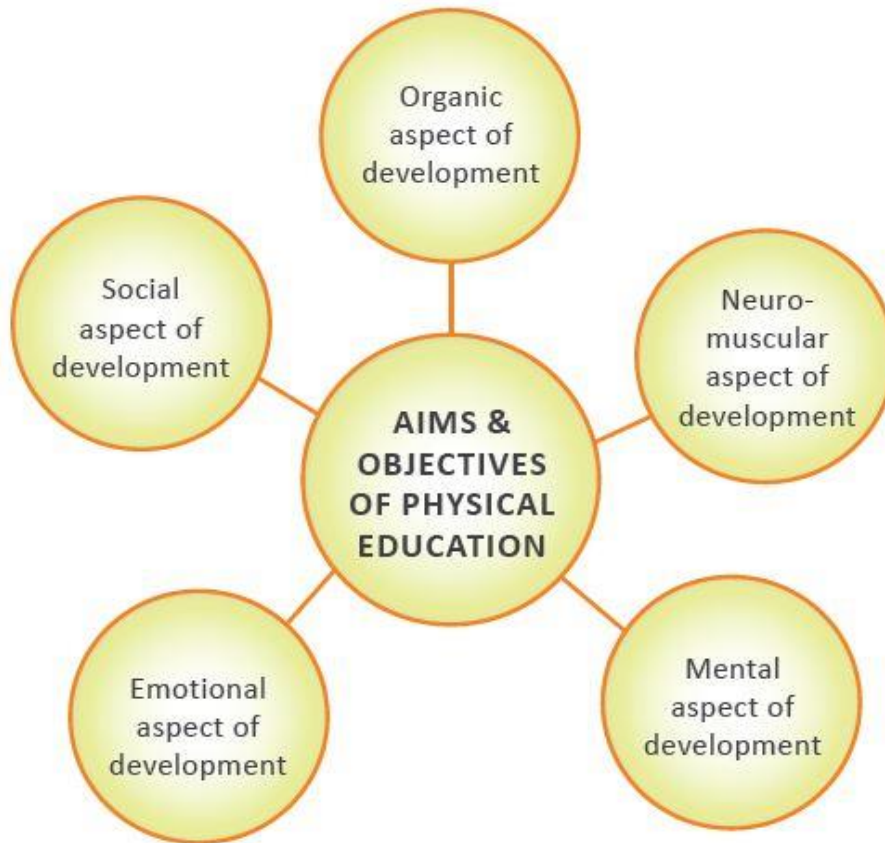 Organic
aspect of
development
Social
aspect of
development
Neuro-
muscular
aspect of
development
AIMS &
OBJECTIVES
OF PHYSICAL
EDUCATION
Emotional
aspect of
development
Mental
aspect of
development